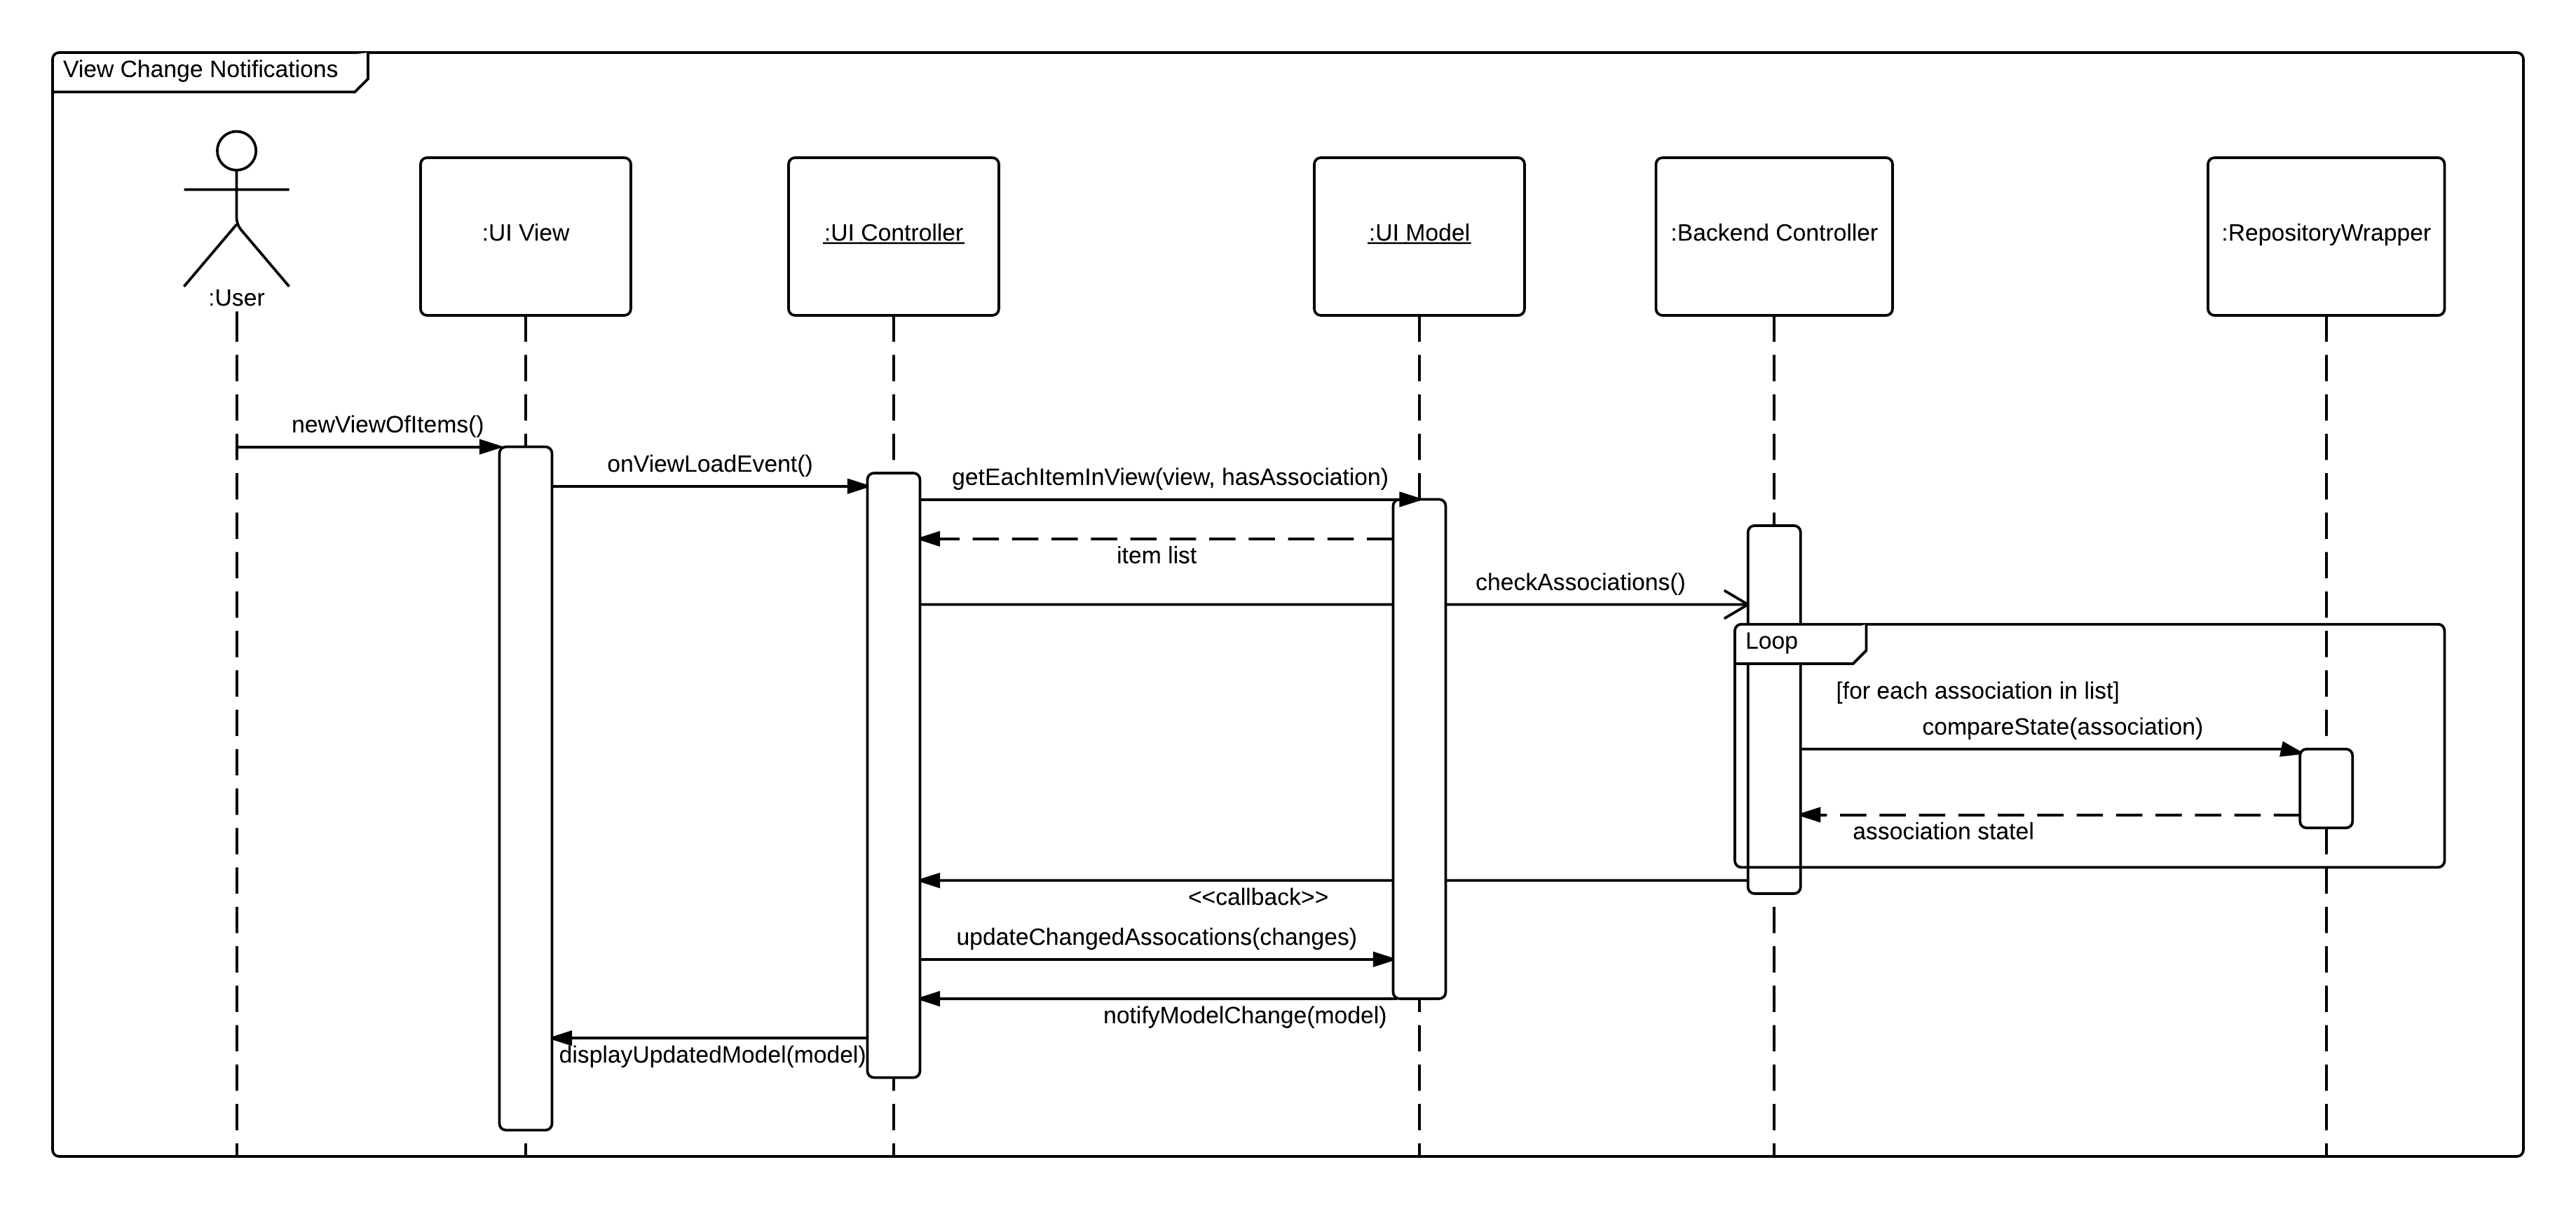 View Change Notifications
:User
:UI View
:UI Controller
:UI Model
:Backend Controller
:RepositoryWrapper
newViewOfItems()
onViewLoadEvent()
getEachItemInView(view, hasAssociation)
item list
checkAssociations()
Loop
[for each association in list]
compareState(association)
association statel
<<callback>>
updateChangedAssocations(changes)
notifyModelChange(model)
displayUpdatedModel(model)